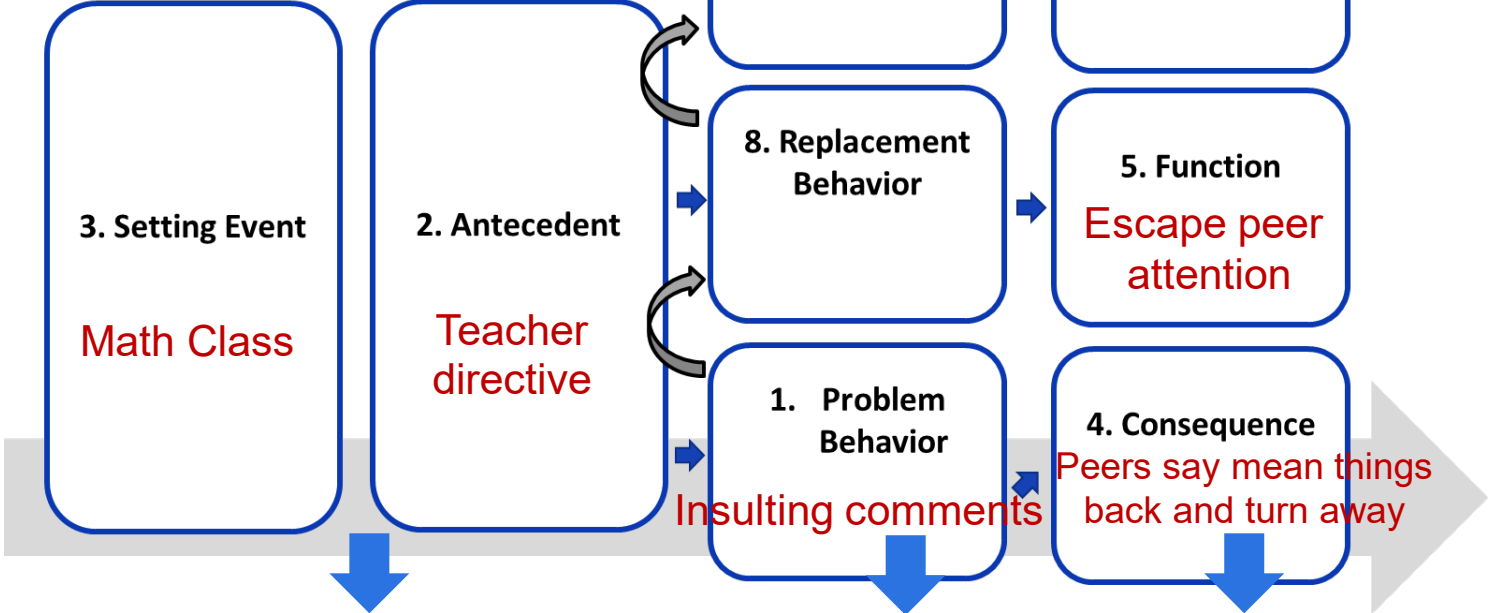 3. Setting Event
Math Class
2. Antecedent
Teacher
directive
8. Replacement
Behavior
5. Function
Escape peer
attention
1. Problem
Behavior
Insulting comments
4. Consequence
Peers say mean things
back and turn away